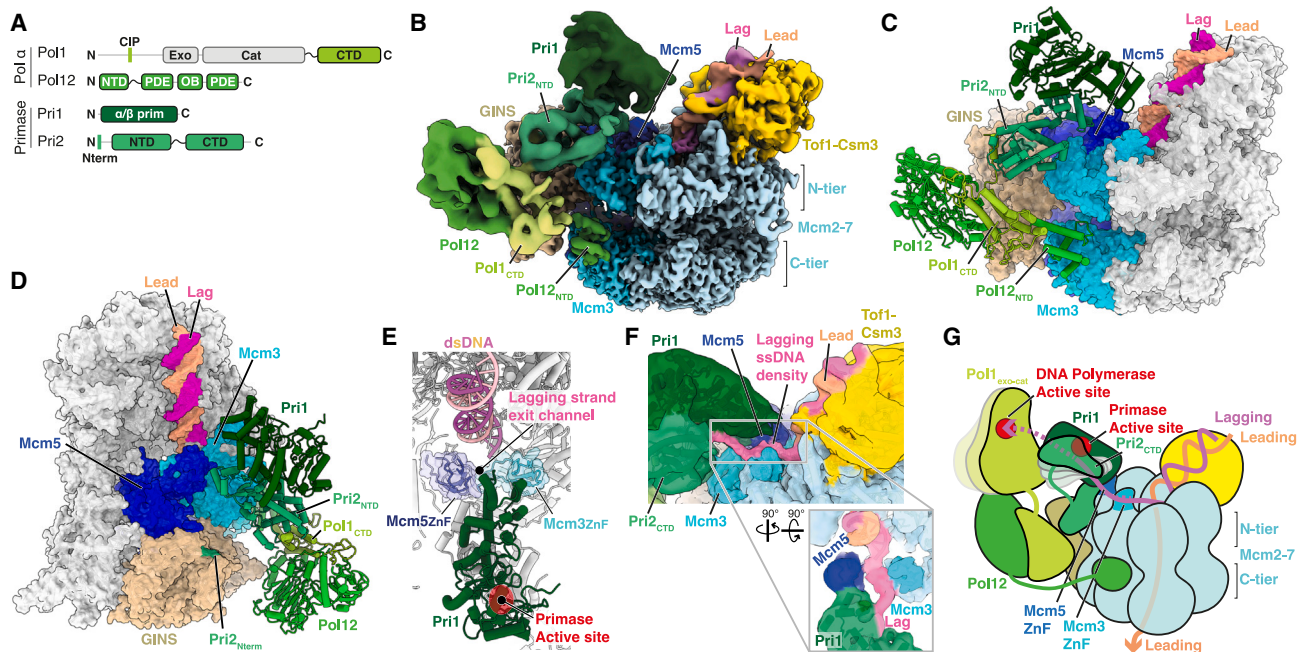 A
Pol α
Pol1
N
CIP
Exo
Cat
CTD
C
Pol12
N
NTD
PDE
OB
PDE
C
Primase
Pri1
N
α/β prim
C
Pri2
N
NTD
CTD
C
Nterm
B
Pri1
Mcm5
Lag
Lead
Pri2NTD
GINS
Tof1-Csm3
N-tier
Mcm2-7
C-tier
Pol12
Pol1CTD
Pol12NTD
Mcm3
C
Pri1
Lag
Lead
Mcm5
Pri2NTD
GINS
Pol12
Pol1CTD
Pol12NTD
Mcm3
D
Lead
Lag
Mcm3
Pri1
Mcm5
Pri2NTD
Pol1CTD
Pol12
GINS
Pri2Nterm
E
dsDNA
Lagging strand
exit channel
Mcm5ZnF
Mcm3ZnF
Pri1
Primase
Active site
F
Pri1
Mcm5
Lagging
ssDNA
density
Lead
Tof1-
Csm3
Pri2CTD
Mcm3
90°
90°
Mcm5
Mcm3
Lag
Pri1
G
Pol1exo-cat
DNA Polymerase
Active site
Pri1
Primase
Active site
Pri2CTD
Lagging
Leading
N-tier
Mcm2-7
C-tier
Pol12
Mcm5
ZnF
Mcm3
ZnF
Leading